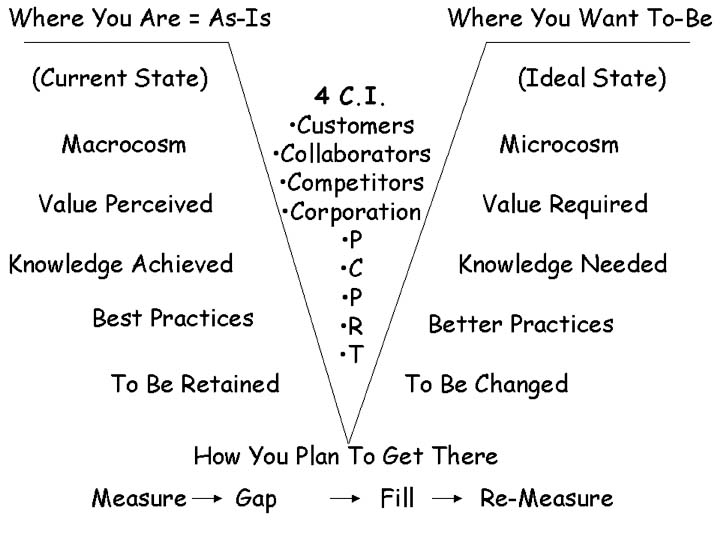 Where You Are = As-Is
Where You Want To-Be
(Current State)
(Ideal State)
4 C.I.
•Customers
•Collaborators
•Competitors
•Corporation
•P
•C
•P
•R
•T
Macrocosm
Microcosm
Value Perceived
Value Required
Knowledge Achieved
Knowledge Needed
Best Practices
Better Practices
To Be Retained
To Be Changed
How You Plan To Get There
Measure → Gap → Fill → Re-Measure